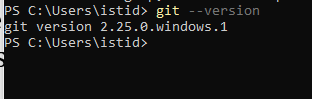 PS C:\Users\istid> git --version
git version 2.25.0.windows.1
PS C:\Users\istid>